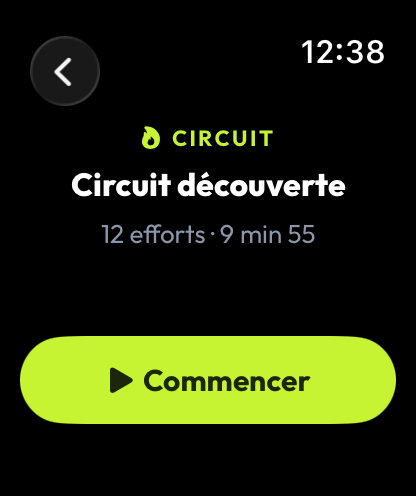 12:38
CIRCUIT
Circuit découverte
12 efforts · 9 min 55
Commencer